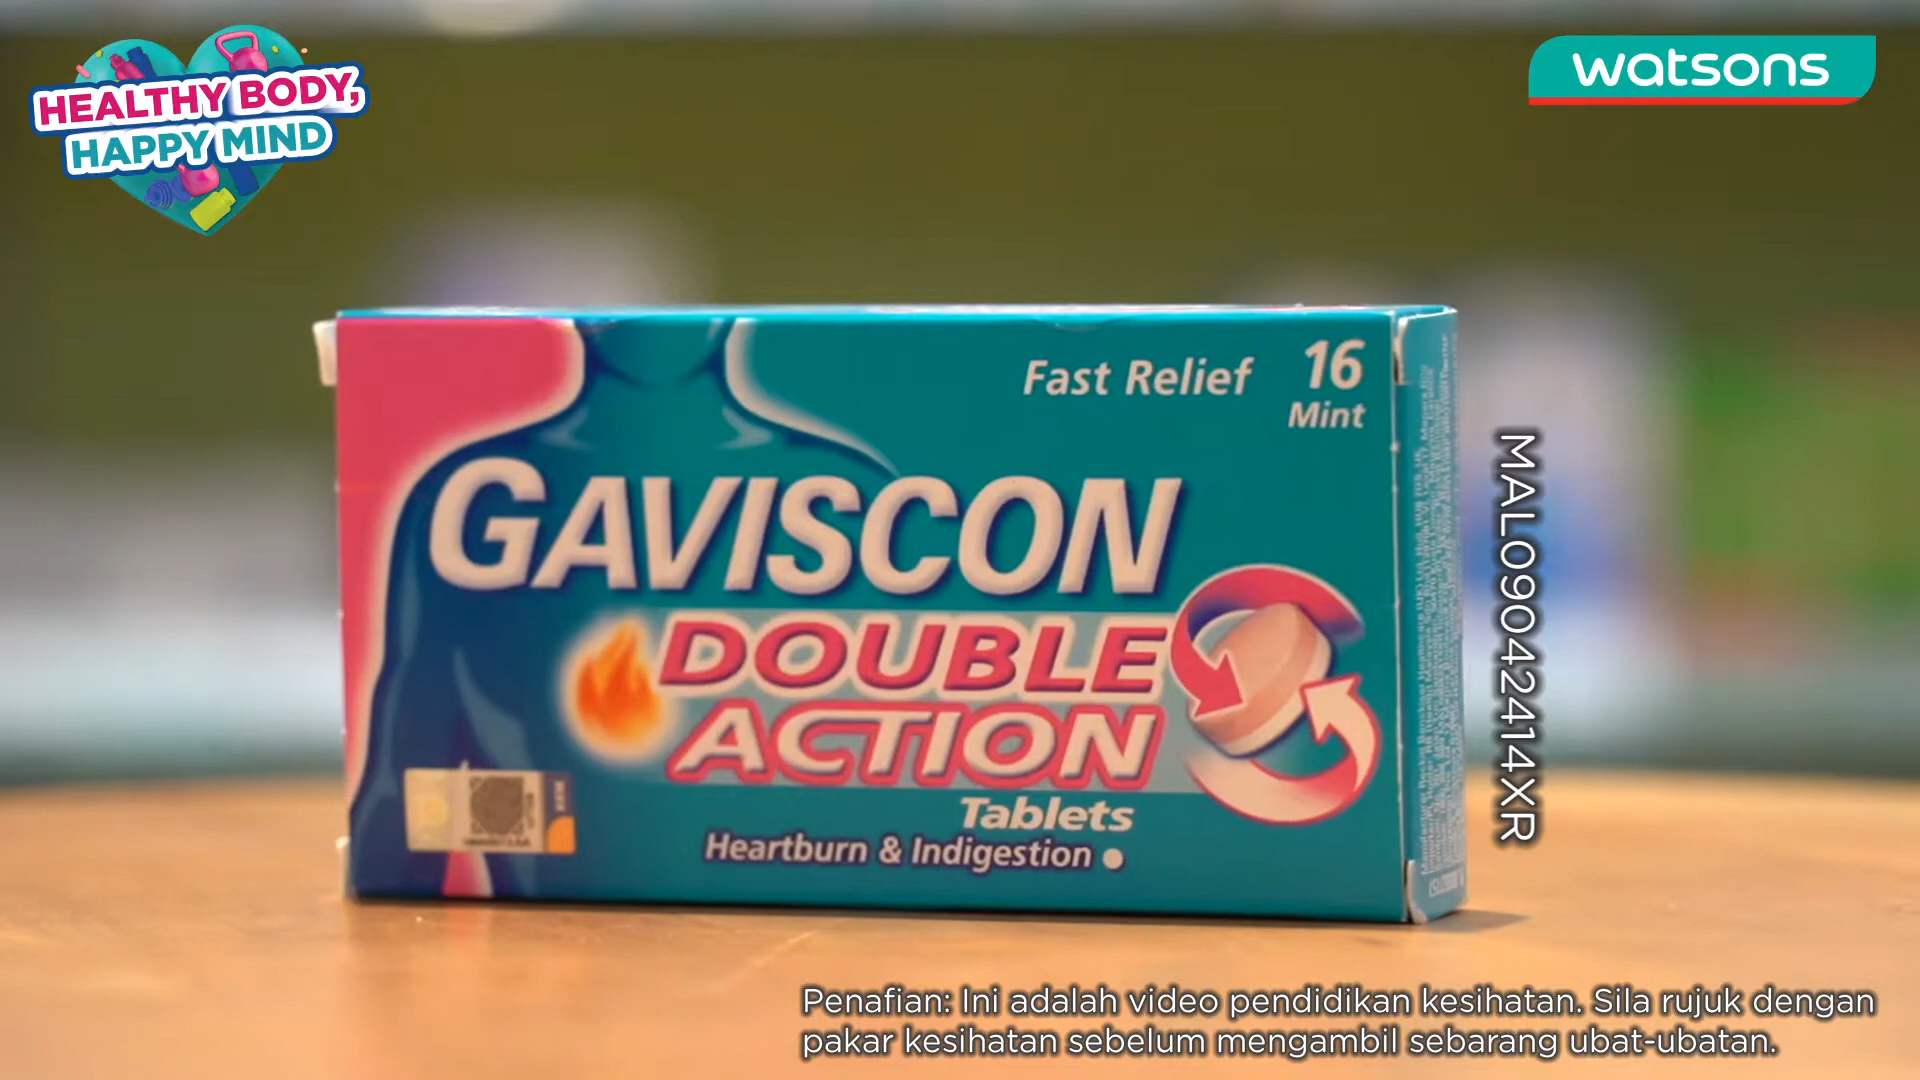 HEALTHY BODY,
HAPPY MIND
watsons
Fast Relief
16
Mint
GAVISCON
DOUBLE
ACTION
Tablets
Heartburn & Indigestion
MAL09042414XR
Penafian: Ini adalah video pendidikan kesihatan. Sila rujuk dengan
pakar kesihatan sebelum mengambil sebarang ubat-ubatan.